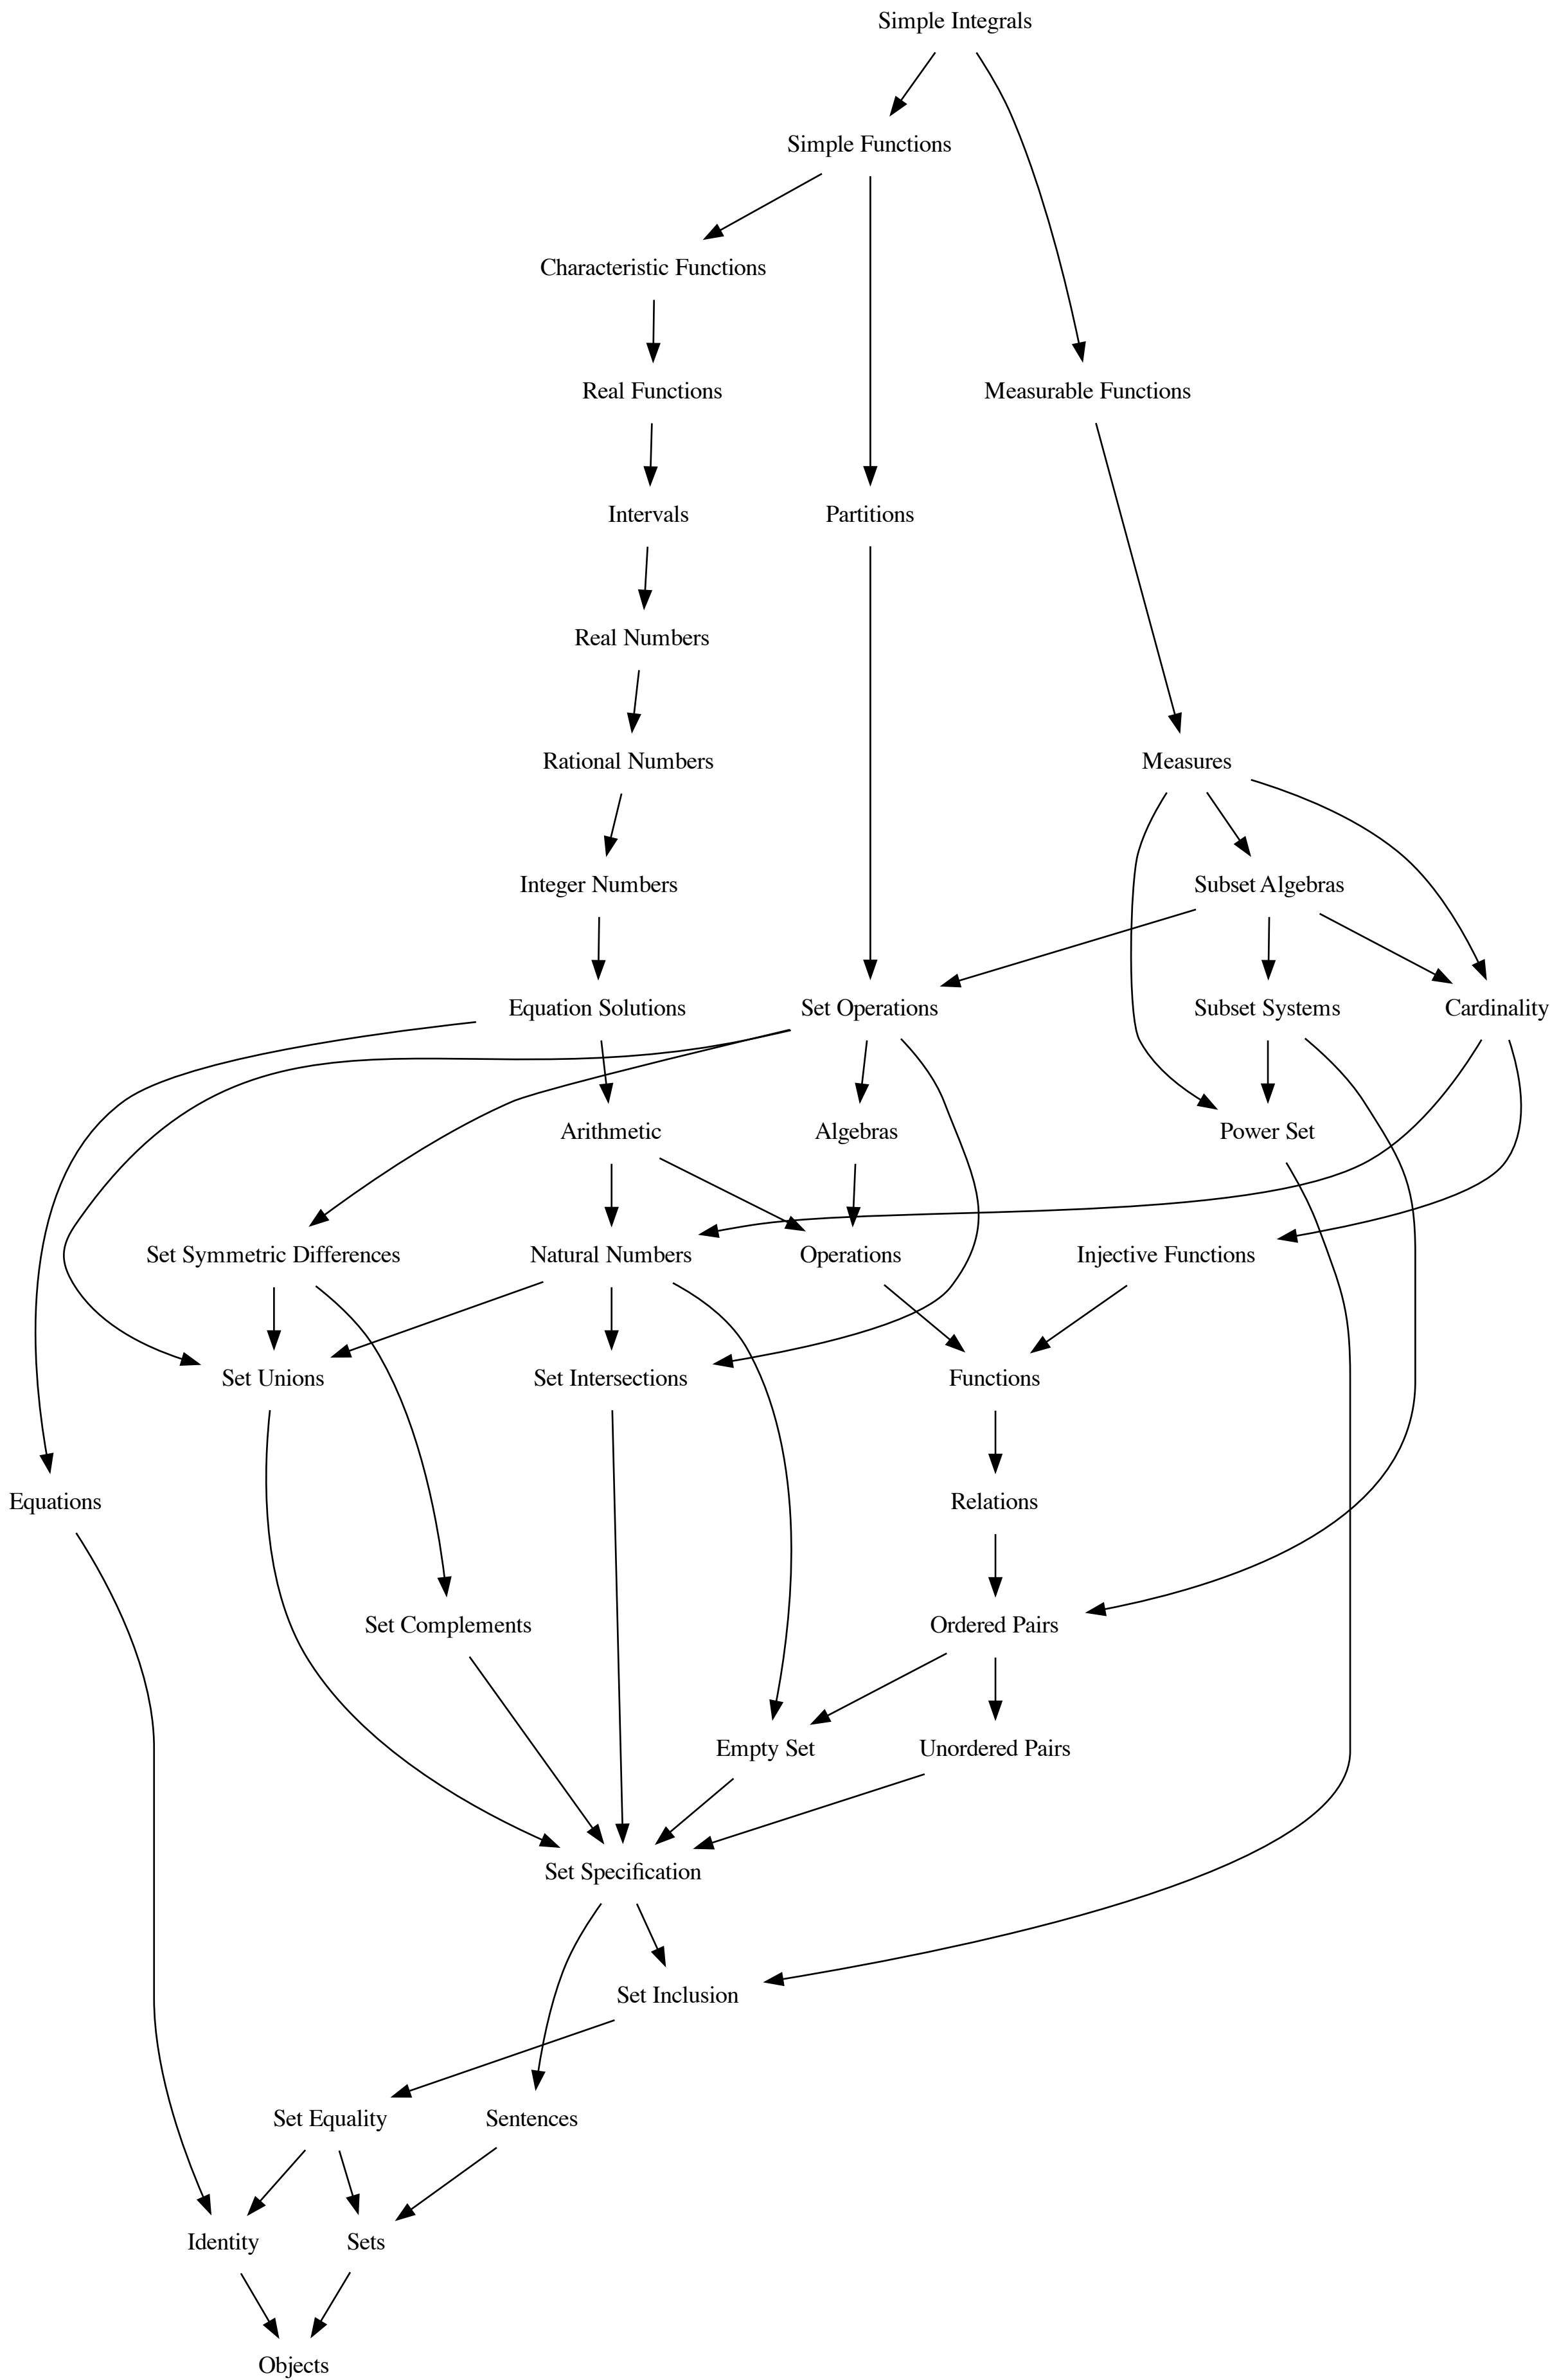 Simple Integrals
Simple Functions
Characteristic Functions
Real Functions
Measurable Functions
Intervals
Partitions
Real Numbers
Rational Numbers
Measures
Integer Numbers
Subset Algebras
Equation Solutions
Set Operations
Subset Systems
Cardinality
Arithmetic
Algebras
Power Set
Set Symmetric Differences
Natural Numbers
Operations
Injective Functions
Set Unions
Set Intersections
Functions
Equations
Relations
Set Complements
Ordered Pairs
Empty Set
Unordered Pairs
Set Specification
Set Inclusion
Set Equality
Sentences
Identity
Sets
Objects